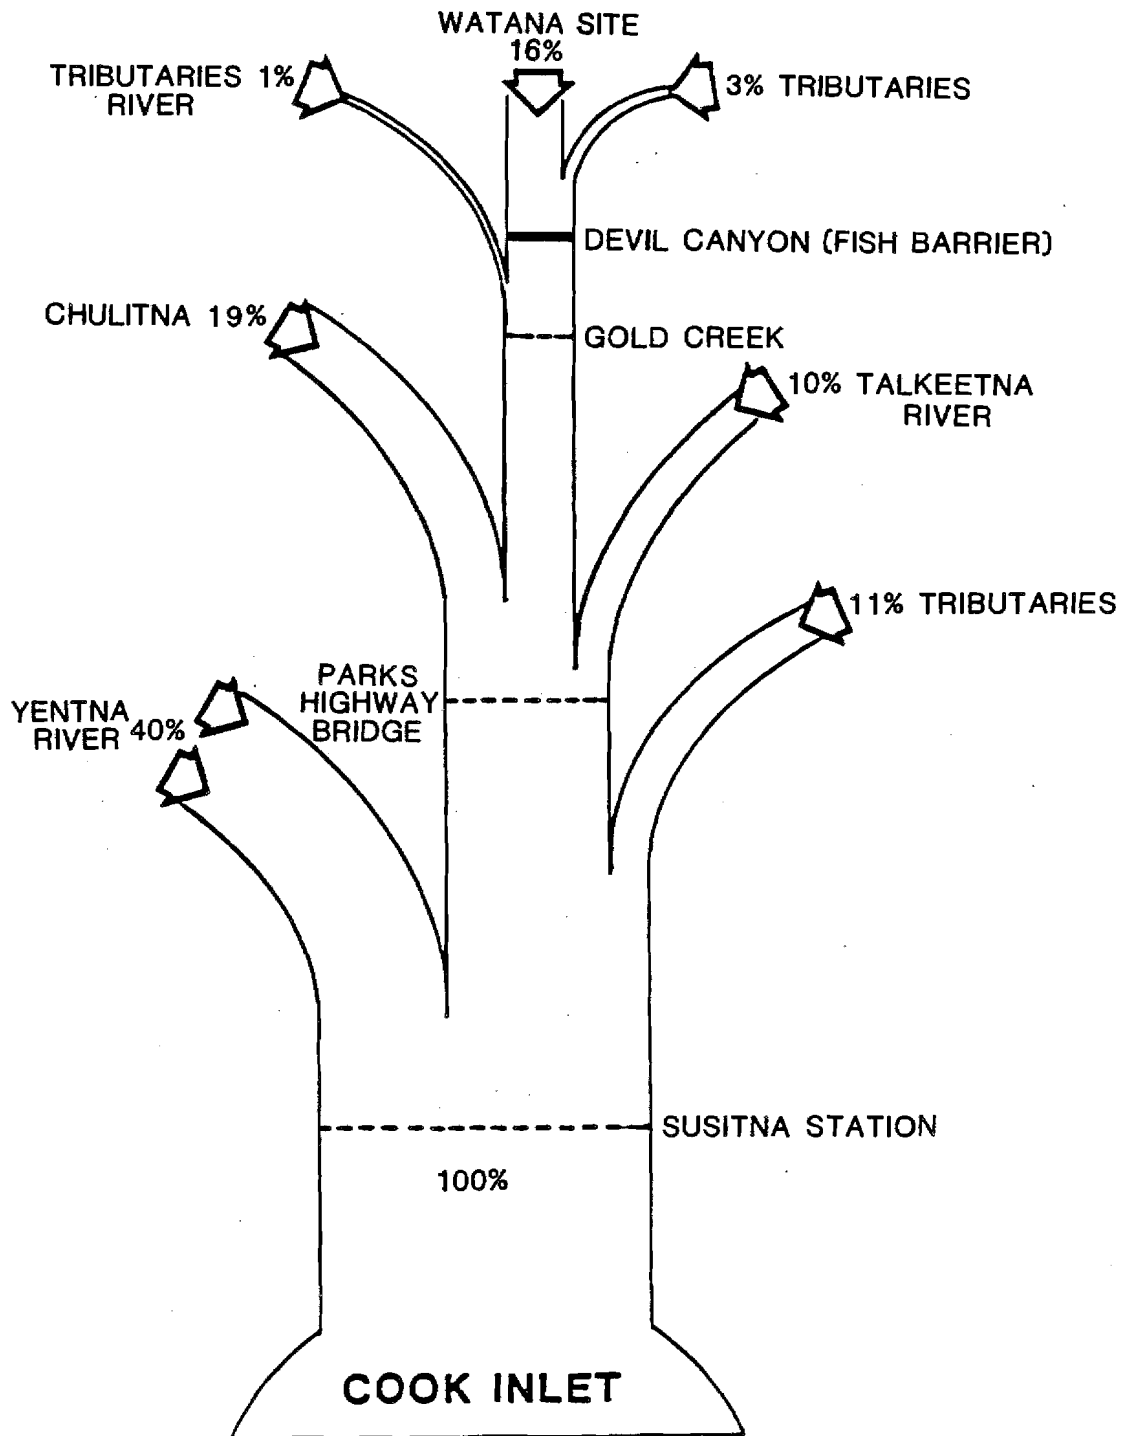 WATANA SITE
16%
TRIBUTARIES 1%
RIVER
3% TRIBUTARIES
DEVIL CANYON (FISH BARRIER)
CHULITNA 19%
GOLD CREEK
10% TALKEETNA
RIVER
11% TRIBUTARIES
PARKS
HIGHWAY
BRIDGE
YENTNA
RIVER 40%
SUSITNA STATION
100%
COOK INLET